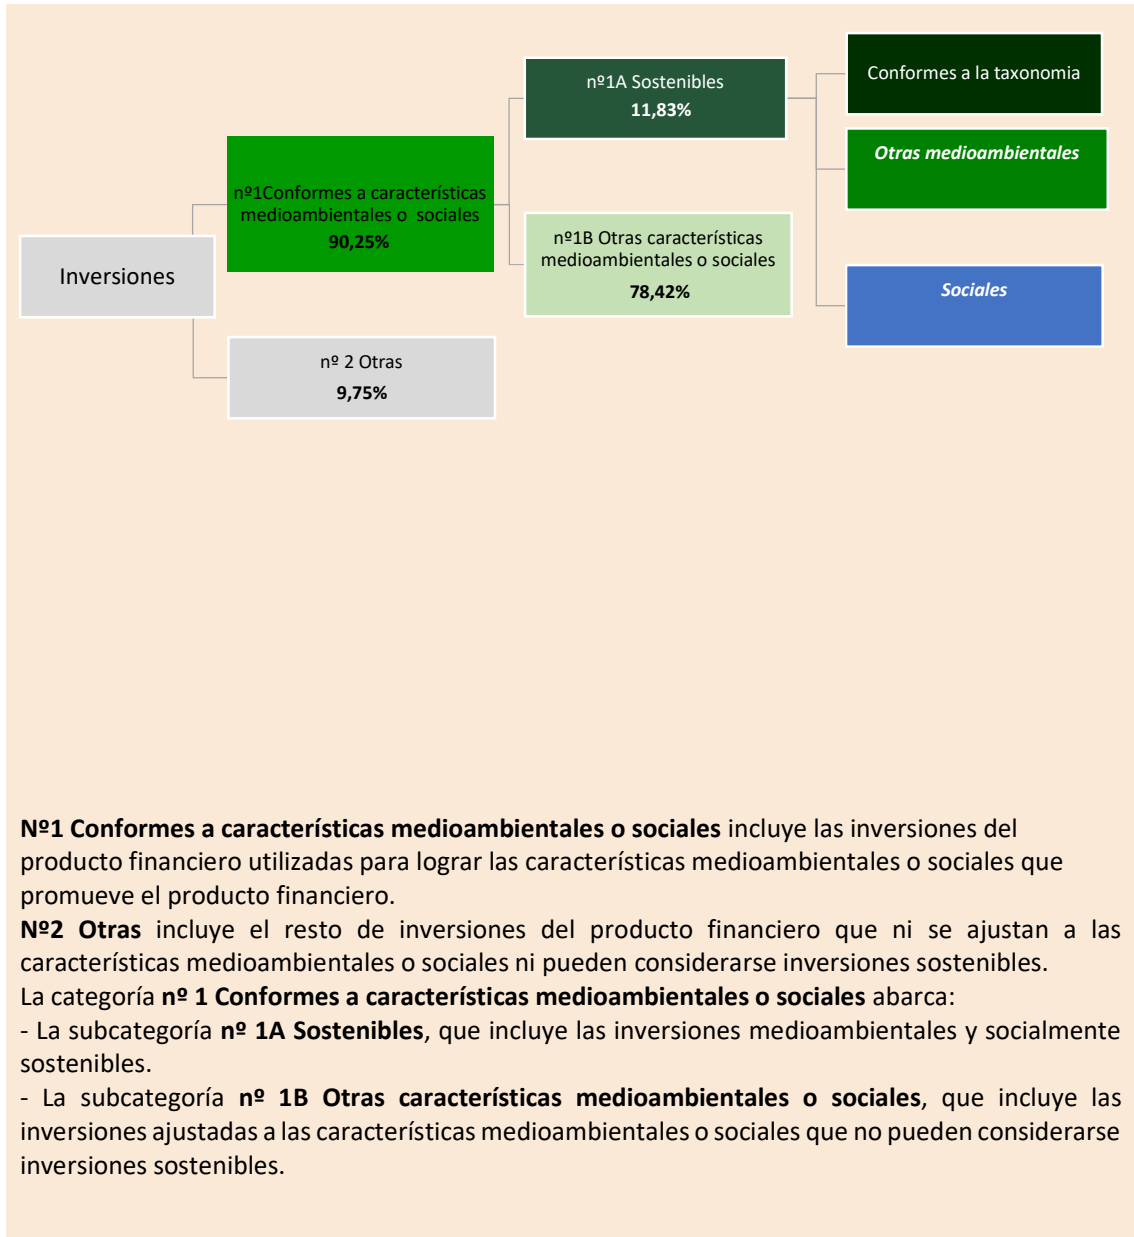 Inversiones
nº1Conformes a características
medioambientales o sociales
90,25%
nº 2 Otras
9,75%
nº1A Sostenibles
11,83%
nº1B Otras características
medioambientales o sociales
78,42%
Conformes a la taxonomia
Otras medioambientales
Sociales
Nº1 Conformes a características medioambientales o sociales incluye las inversiones del
producto financiero utilizadas para lograr las características medioambientales o sociales que
promueve el producto financiero.
Nº2 Otras incluye el resto de inversiones del producto financiero que ni se ajustan a las
características medioambientales o sociales ni pueden considerarse inversiones sostenibles.
La categoría nº 1 Conformes a características medioambientales o sociales abarca:
- La subcategoría nº 1A Sostenibles, que incluye las inversiones medioambientales y socialmente
sostenibles.
- La subcategoría nº 1B Otras características medioambientales o sociales, que incluye las
inversiones ajustadas a las características medioambientales o sociales que no pueden considerarse
inversiones sostenibles.